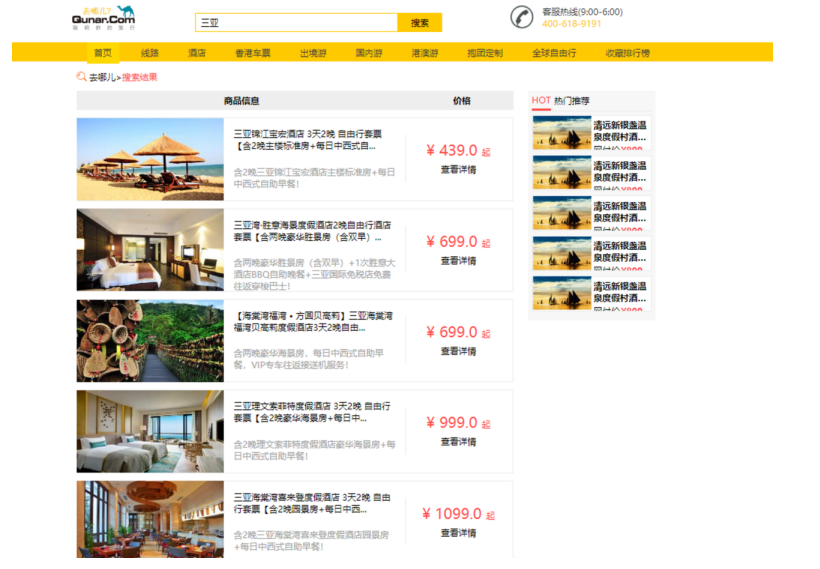 去哪儿?
Qunar.Com
三亚
搜索
客服热线(9:00-6:00)
400-618-9191
首页 线路 酒店 香港车票 出境游 国内游 港澳游 抱团定制 全球自由行 收藏排行榜
去哪儿>搜索结果
商品信息 价格
HOT 热门推荐
三亚锦江宝宏酒店 3天2晚 自由行套票
【含2晚主楼标准房+每日中西式自...
含2晚三亚锦江宝宏酒店主楼标准房+每日
中西式自助早餐!
¥ 439.0 起
查看详情
三亚湾·胜意海景度假酒店2晚自由行酒店
套票【含两晚豪华胜景房（含双早）...
含两晚豪华胜景房（含双早）+1次胜意大
酒店BBQ自助晚餐+三亚国际免税店免费
往返穿梭巴士!
¥ 699.0 起
查看详情
【海棠湾福湾·方圆贝高莉】三亚海棠湾
福湾贝高莉度假酒店3天2晚自由...
含两晚豪华海景房、每日中西式自助早
餐、VIP专车往返接送机服务!
¥ 699.0 起
查看详情
三亚理文索菲特度假酒店 3天2晚 自由行
套票【含2晚豪华海景房+每日中...
含2晚理文索菲特度假酒店豪华海景房+每
日中西式自助早餐!
¥ 999.0 起
查看详情
三亚海棠湾喜来登度假酒店 3天2晚 自由
行套票【含2晚园景房+每日中西...
含2晚三亚海棠湾喜来登度假酒店园景房
+每日中西式自助早餐!
¥ 1099.0 起
查看详情
清远新银盏温
泉度假村酒...
清远新银盏温
泉度假村酒...
清远新银盏温
泉度假村酒...
清远新银盏温
泉度假村酒...
清远新银盏温
泉度假村酒...